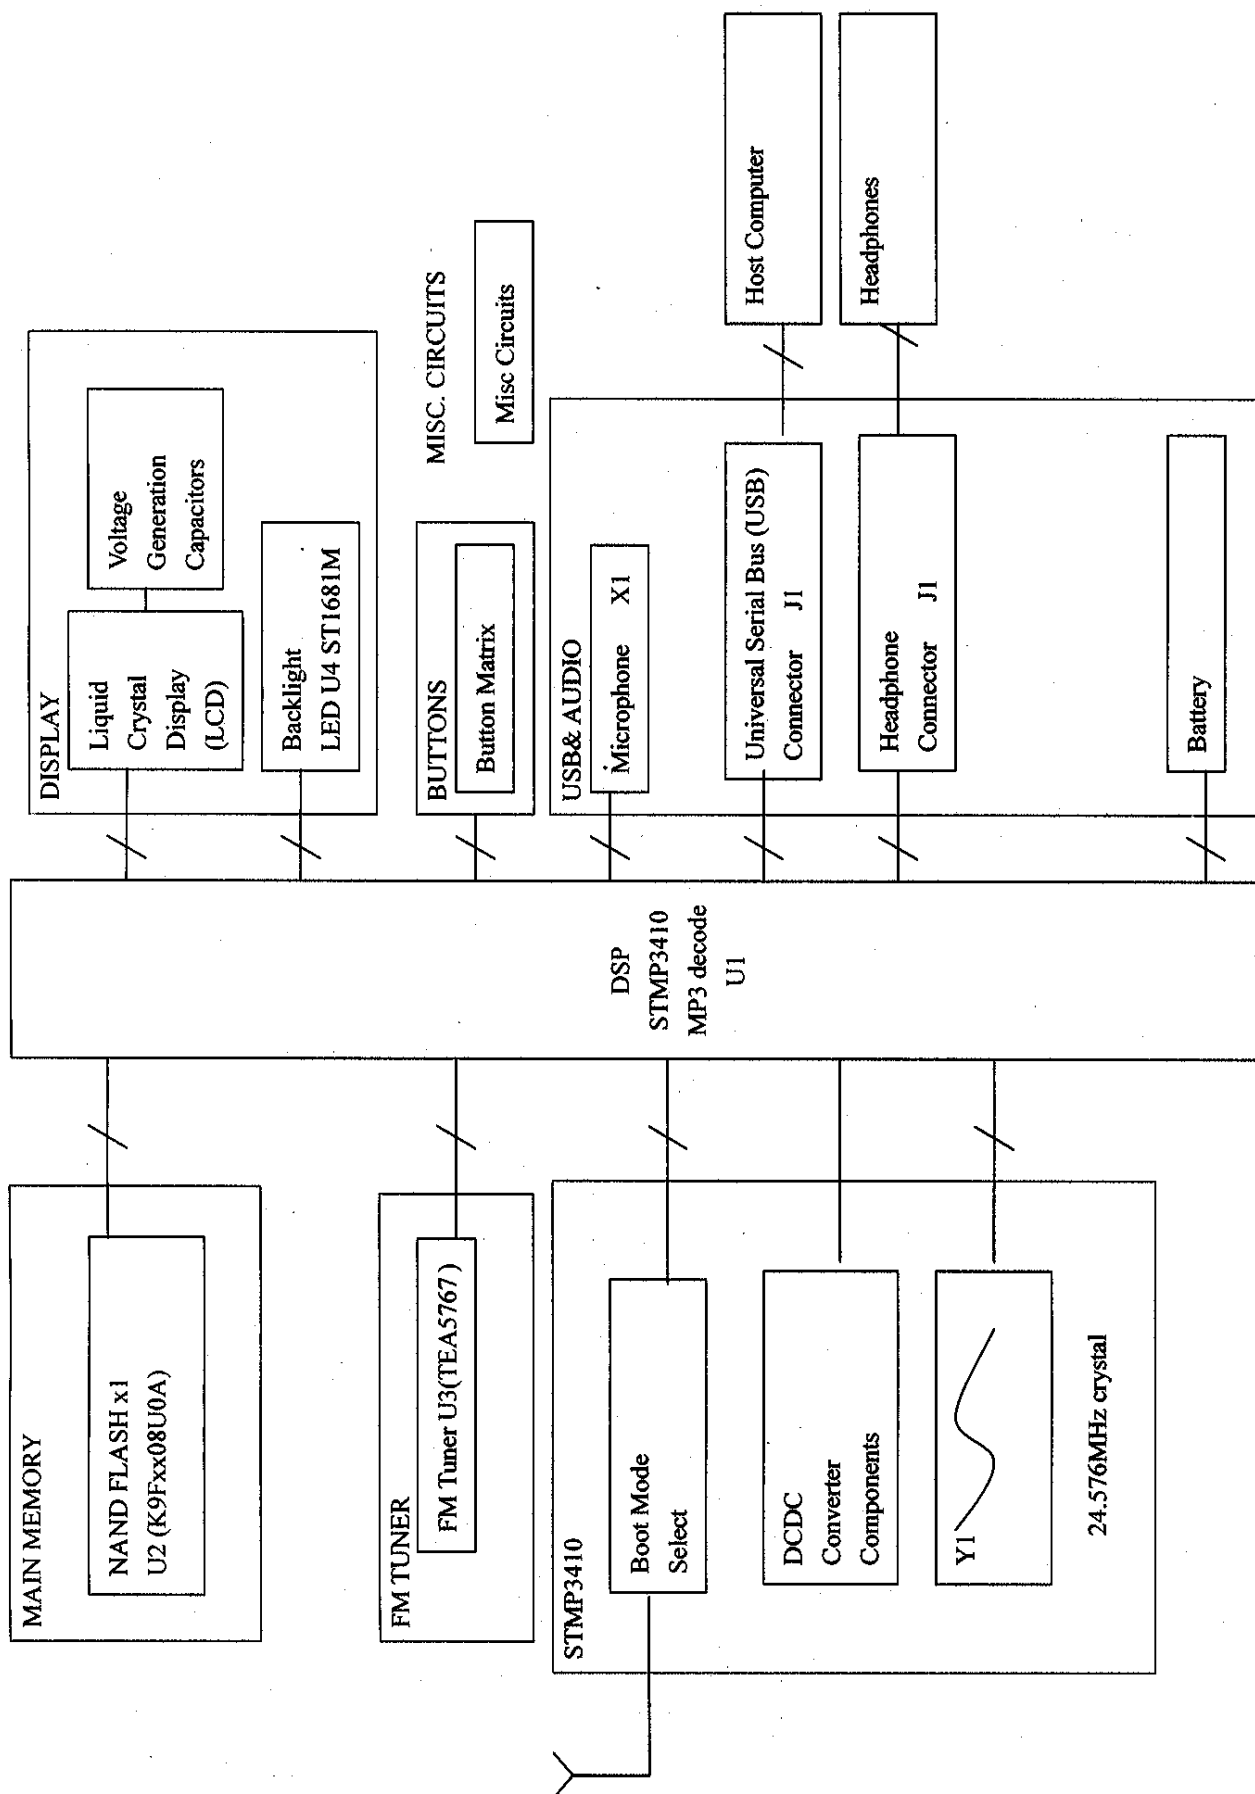 MAIN MEMORY
NAND FLASH x1
U2 (K9Fxx08U0A)
FM TUNER
FM Tuner U3(TEA5767)
STMP3410
Boot Mode
Select
DCDC
Converter
Components
Y1
24.576MHz crystal
DSP
STMP3410
MP3 decode
U1
DISPLAY
Liquid
Crystal
Display
(LCD)
Voltage
Generation
Capacitors
Backlight
LED U4 ST1681M
BUTTONS
Button Matrix
MISC. CIRCUITS
Misc Circuits
USB& AUDIO
Microphone X1
Universal Serial Bus (USB)
Connector J1
Headphone
Connector J1
Battery
Host Computer
Headphones